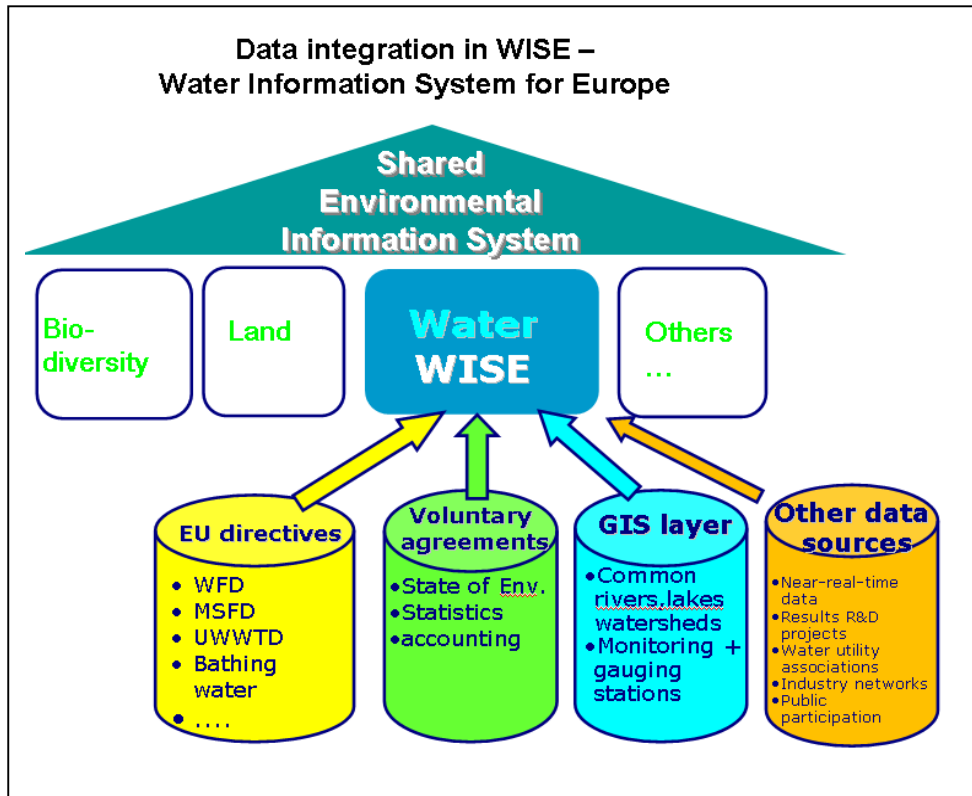 Data integration in WISE –
Water Information System for Europe
Shared
Environmental
Information System
Bio-
diversity
Land
Water
WISE
Others
...
EU directives
• WFD
• MSFD
• UWWTD
• Bathing
water
• ....
Voluntary
agreements
•State of Env.
•Statistics
•accounting
GIS layer
•Common
rivers,lakes
watersheds
•Monitoring +
gauging
stations
Other data
sources
•Near-real-time
data
•Results R&D
projects
•Water utility
associations
•Industry networks
•Public
participation